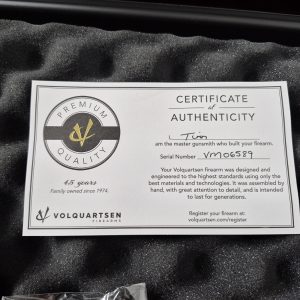 PREMIUM
QUALITY
45 years
Family owned since 1974.
VOLQUARTSEN
FIREARMS
CERTIFICATE
of
AUTHENTICITY
I, Tim
am the master gunsmith who built your firearm.
Serial Number VM06589
Your Volquartsen firearm was designed and
engineered to the highest standards using only the
best materials and technologies. It was assembled by
hand, with great attention to detail, and is intended
to last for generations.
Register your firearm at:
volquartsen.com/register